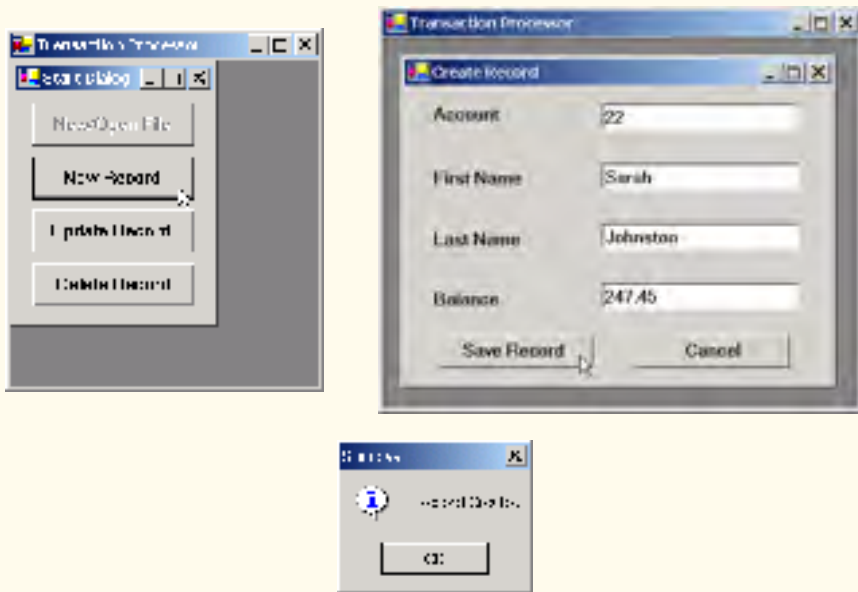 Transaction Processor
Start Dialog
New/Open File
New Record
Update Record
Delete Record
Transaction Processor
Create Record
Account 22
First Name Sarah
Last Name Johnston
Balance 247.45
Save Record Cancel
Success
OK